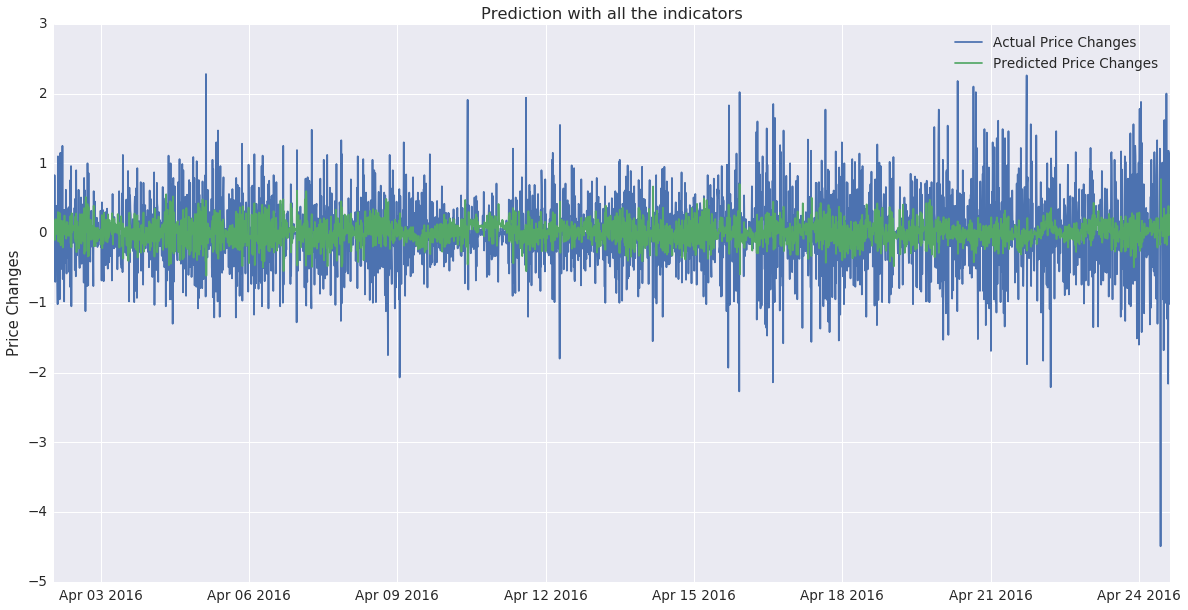 Prediction with all the indicators
Actual Price Changes
Predicted Price Changes
Price Changes
3
2
1
0
−1
−2
−3
−4
−5
Apr 03 2016
Apr 06 2016
Apr 09 2016
Apr 12 2016
Apr 15 2016
Apr 18 2016
Apr 21 2016
Apr 24 2016